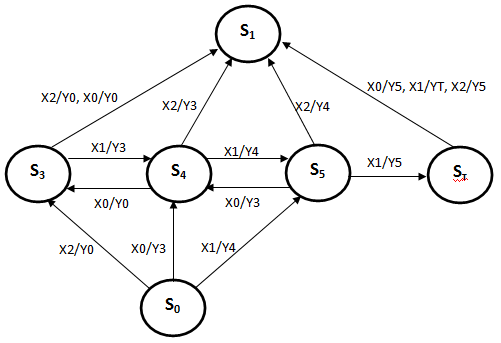 S1
X2/Y0, X0/Y0
X2/Y3
X2/Y4
X0/Y5, X1/YT, X2/Y5
X1/Y3
X1/Y4
X1/Y5
S3
S4
S5
Sт
X0/Y0
X0/Y3
X2/Y0
X0/Y3
X1/Y4
S0